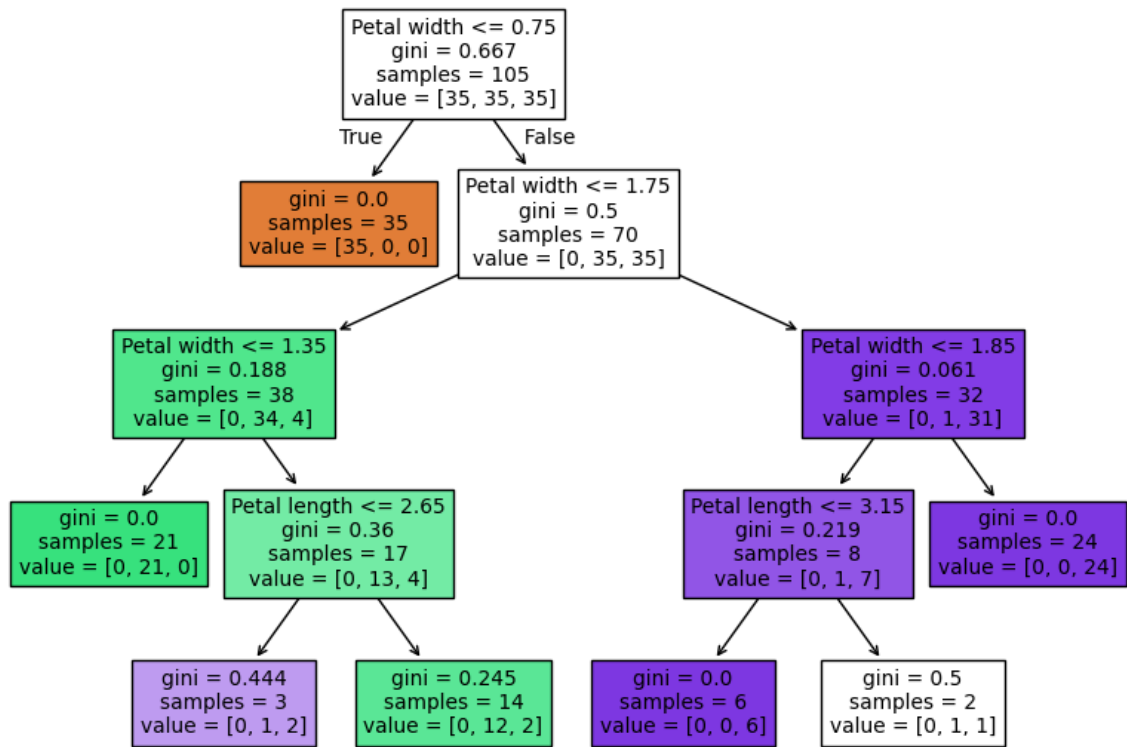 Petal width <= 0.75
gini = 0.667
samples = 105
value = [35, 35, 35]
True
False
gini = 0.0
samples = 35
value = [35, 0, 0]
Petal width <= 1.75
gini = 0.5
samples = 70
value = [0, 35, 35]
Petal width <= 1.35
gini = 0.188
samples = 38
value = [0, 34, 4]
Petal width <= 1.85
gini = 0.061
samples = 32
value = [0, 1, 31]
gini = 0.0
samples = 21
value = [0, 21, 0]
Petal length <= 2.65
gini = 0.36
samples = 17
value = [0, 13, 4]
Petal length <= 3.15
gini = 0.219
samples = 8
value = [0, 1, 7]
gini = 0.0
samples = 24
value = [0, 0, 24]
gini = 0.444
samples = 3
value = [0, 1, 2]
gini = 0.245
samples = 14
value = [0, 12, 2]
gini = 0.0
samples = 6
value = [0, 0, 6]
gini = 0.5
samples = 2
value = [0, 1, 1]